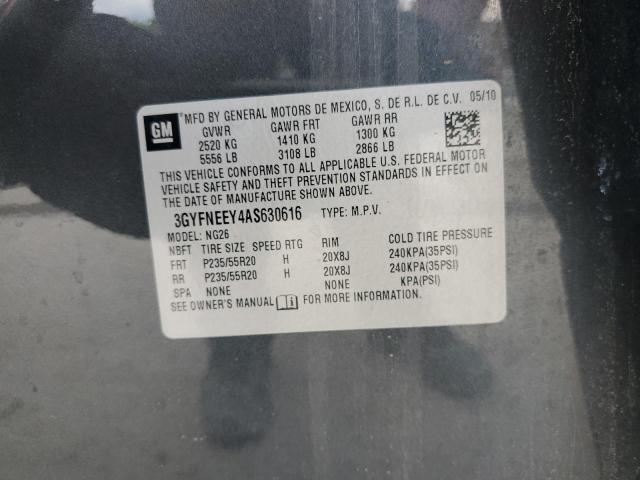 MFD BY GENERAL MOTORS DE MEXICO, S. DE R.L. DE C.V. 05/10
GM
GVWR GAWR FRT GAWR RR
2520 KG 1410 KG 1300 KG
5556 LB 3108 LB 2866 LB
THIS VEHICLE CONFORMS TO ALL APPLICABLE U.S. FEDERAL MOTOR
VEHICLE SAFETY AND THEFT PREVENTION STANDARDS IN EFFECT ON
THE DATE OF MANUFACTURE SHOWN ABOVE.
3GYFNEEY4AS630616 TYPE: M.P.V.
MODEL: NG26
NBFT TIRE SIZE SPEED RTG RIM COLD TIRE PRESSURE
FRT P235/55R20 H 20X8J 240KPA(35PSI)
RR P235/55R20 H 20X8J 240KPA(35PSI)
SPA NONE NONE KPA(PSI)
SEE OWNER'S MANUAL i FOR MORE INFORMATION.